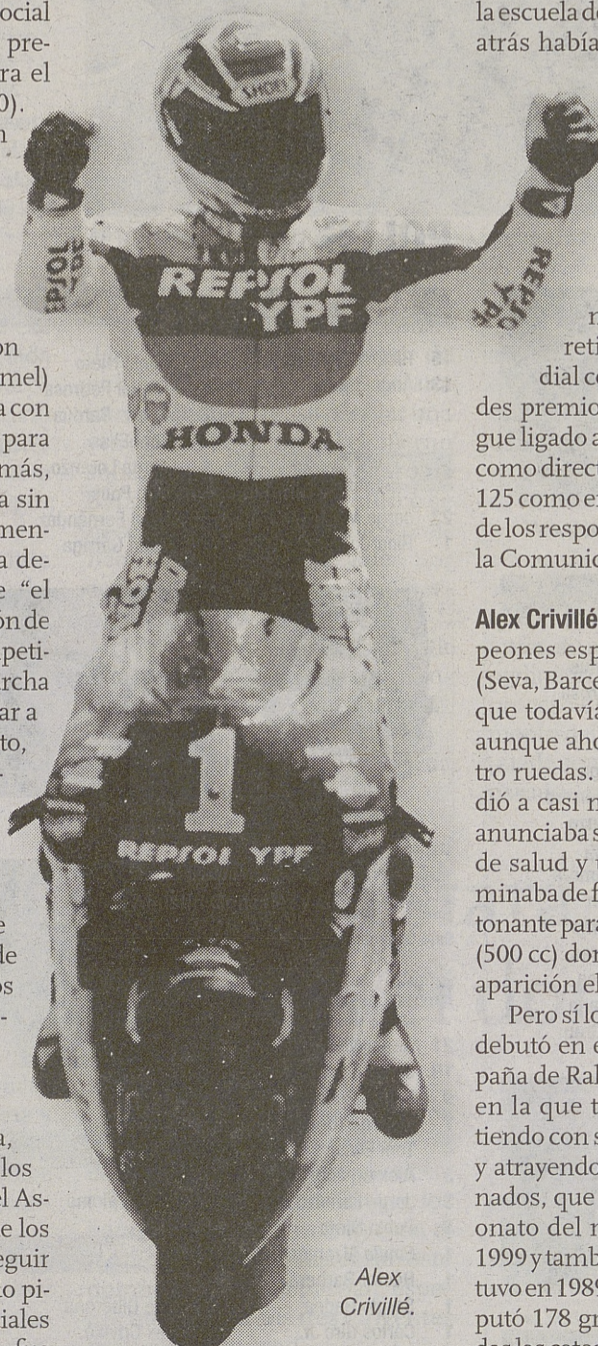 ocial
pre-
ra el
0).
n
on
mel)
a con
para
más,
a sin
men-
a de-
e “el
ón de
peti-
rcha
ar a
to,
-
e
de
os
-
a,
los
el As-
e los
eguir
o pi-
iales
SHOEI
REPSOL
YPF
REPSOL
YPF
HONDA
1
REPSOL YPF
Alex
Crivillé.
la escuela de
atrás había
n
reti
dial co
des premio
gue ligado a
como direct
125 como e
de los respo
la Comunic
Alex Crivillé
peones esp
(Seva, Barce
que todavía
aunque aho
tro ruedas.
dió a casi n
anunciaba s
de salud y u
minaba de f
tonante para
(500 cc) don
aparición el
Pero sí lo
debutó en e
paña de Ral
en la que t
tiendo con s
y atrayendo
nados, que
onato del n
1999 y tamb
tuvo en 1989
putó 178 gr